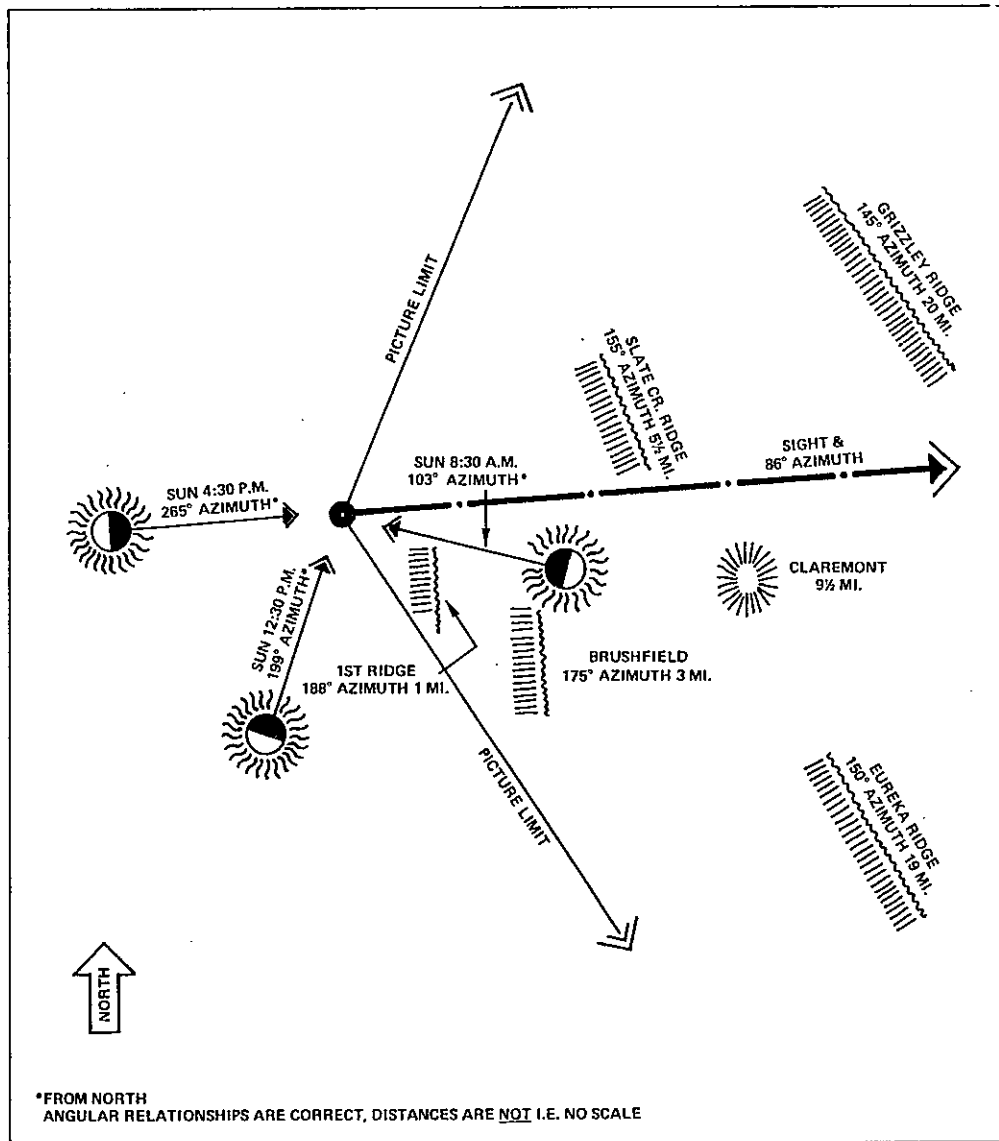 GRIZZLEY RIDGE
145° AZIMUTH 20 MI.
PICTURE LIMIT
SLATE CR. RIDGE
155° AZIMUTH 5½ MI.
SIGHT &
86° AZIMUTH
SUN 8:30 A.M.
103° AZIMUTH*
SUN 4:30 P.M.
265° AZIMUTH*
CLAREMONT
9½ MI.
SUN 12:30 P.M.
199° AZIMUTH*
1ST RIDGE
188° AZIMUTH 1 MI.
BRUSHFIELD
175° AZIMUTH 3 MI.
PICTURE LIMIT
EUREKA RIDGE
150° AZIMUTH 19 MI.
NORTH
*FROM NORTH
ANGULAR RELATIONSHIPS ARE CORRECT, DISTANCES ARE NOT I.E. NO SCALE